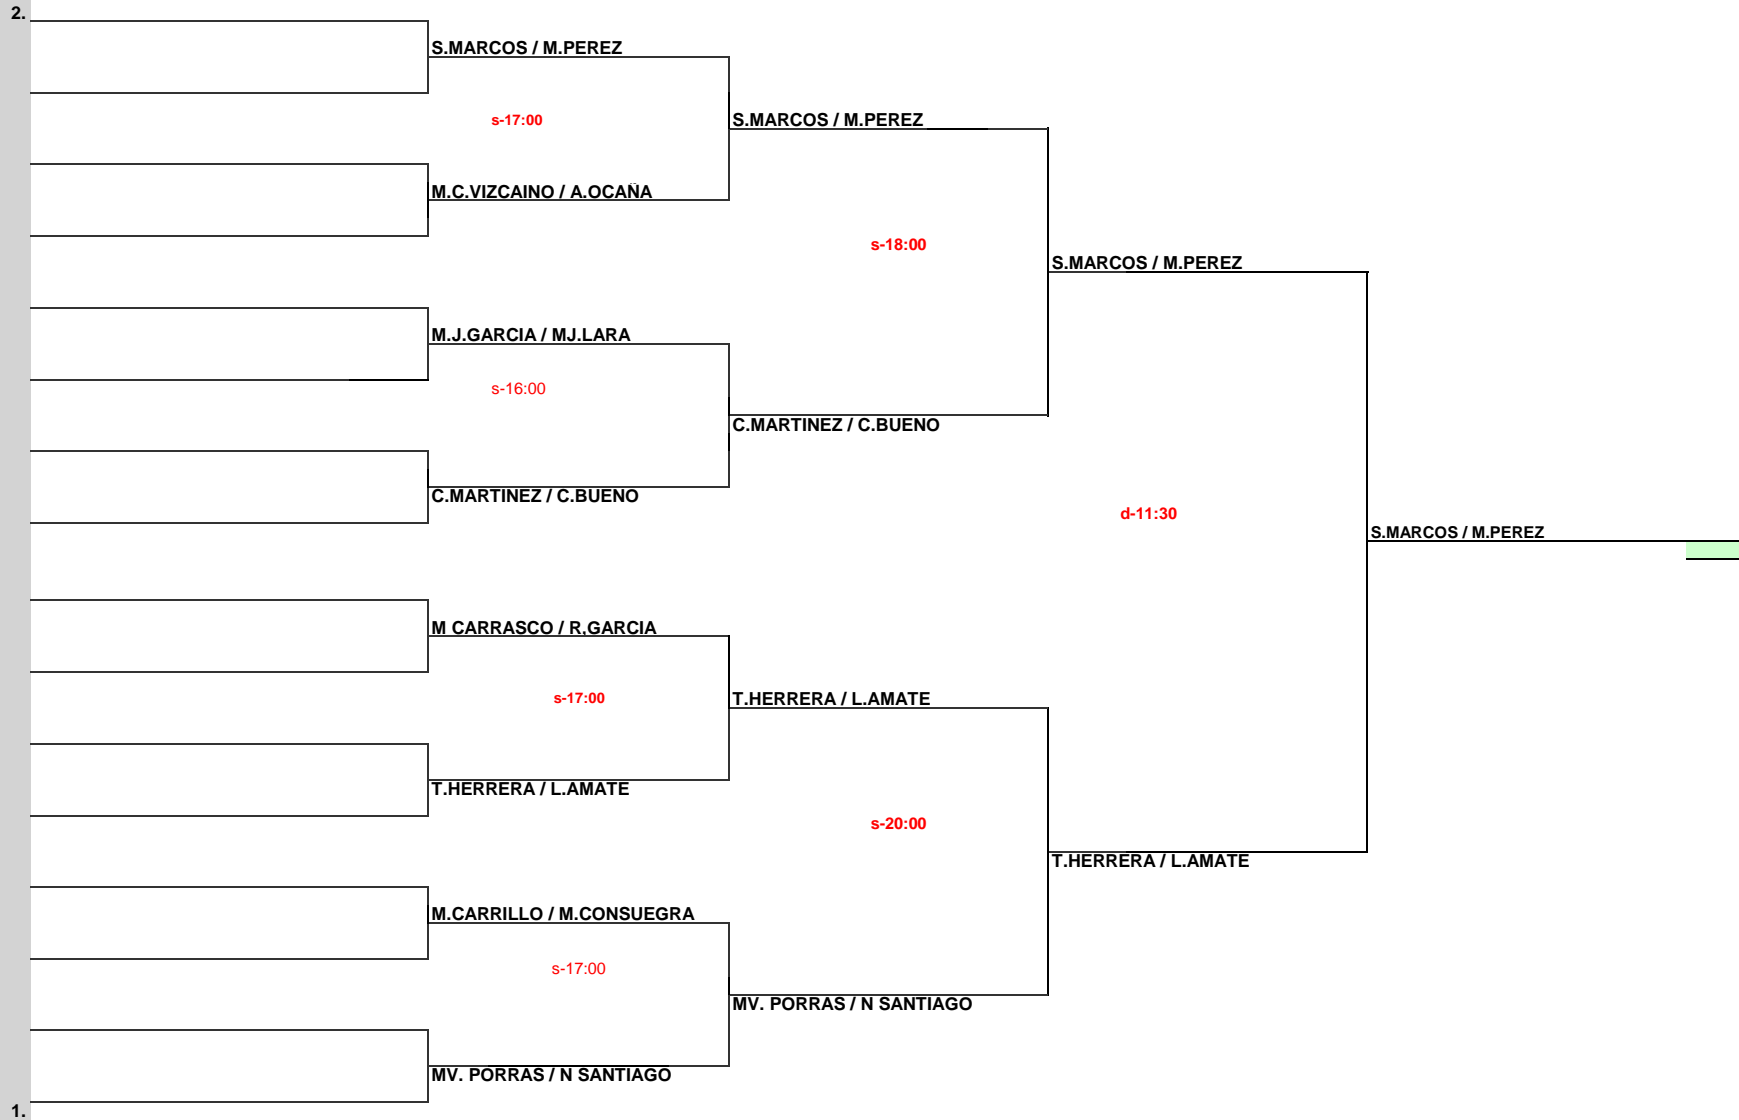 2.
S.MARCOS / M.PEREZ
s-17:00
S.MARCOS / M.PEREZ
M.C.VIZCAINO / A.OCAÑA
s-18:00
S.MARCOS / M.PEREZ
M.J.GARCIA / MJ.LARA
s-16:00
C.MARTINEZ / C.BUENO
C.MARTINEZ / C.BUENO
d-11:30
S.MARCOS / M.PEREZ
M CARRASCO / R,GARCIA
s-17:00
T.HERRERA / L.AMATE
T.HERRERA / L.AMATE
s-20:00
T.HERRERA / L.AMATE
M.CARRILLO / M.CONSUEGRA
s-17:00
MV. PORRAS / N SANTIAGO
MV. PORRAS / N SANTIAGO
1.